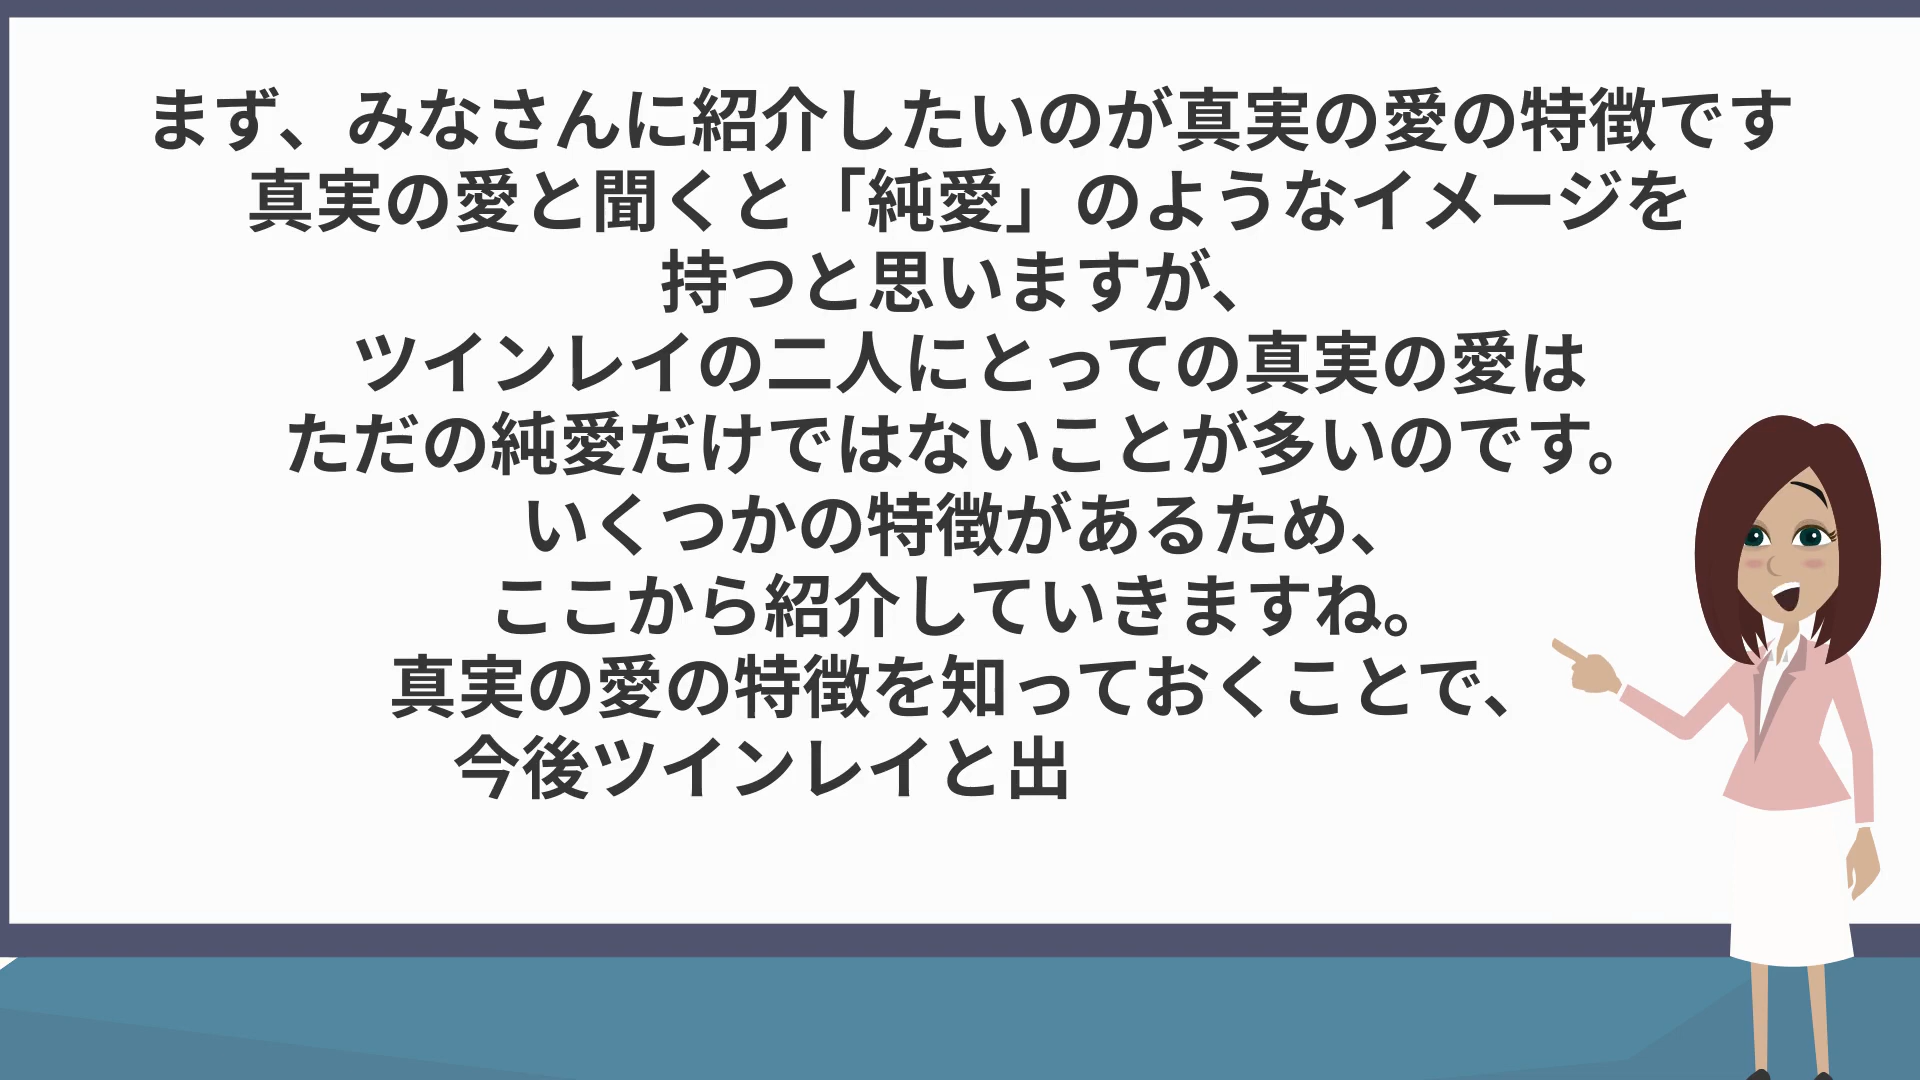 まず、みなさんに紹介したいのが真実の愛の特徴です
真実の愛と聞くと「純愛」のようなイメージを
持つと思いますが、
ツインレイの二人にとっての真実の愛は
ただの純愛だけではないことが多いのです。
いくつかの特徴があるため、
ここから紹介していきますね。
真実の愛の特徴を知っておくことで、
今後ツインレイと出